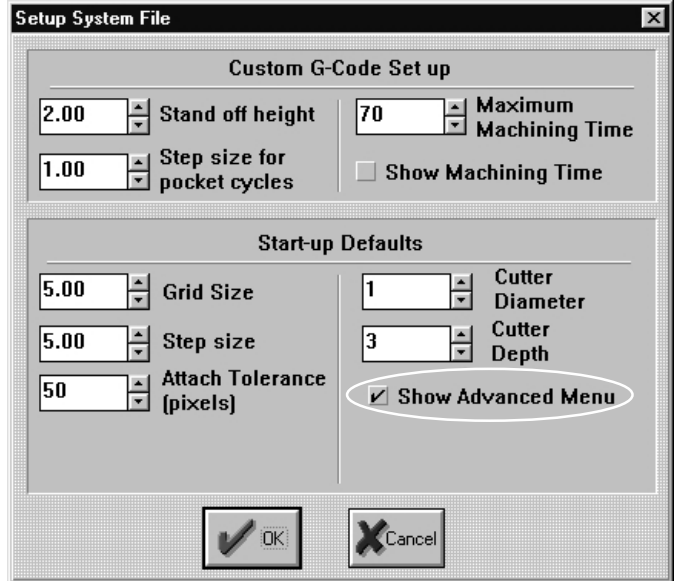 Setup System File
Custom G-Code Set up
2.00 Stand off height
1.00 Step size for
pocket cycles
70 Maximum
Machining Time
Show Machining Time
Start-up Defaults
5.00 Grid Size
5.00 Step size
50 Attach Tolerance
(pixels)
1 Cutter
Diameter
3 Cutter
Depth
Show Advanced Menu
OK
Cancel